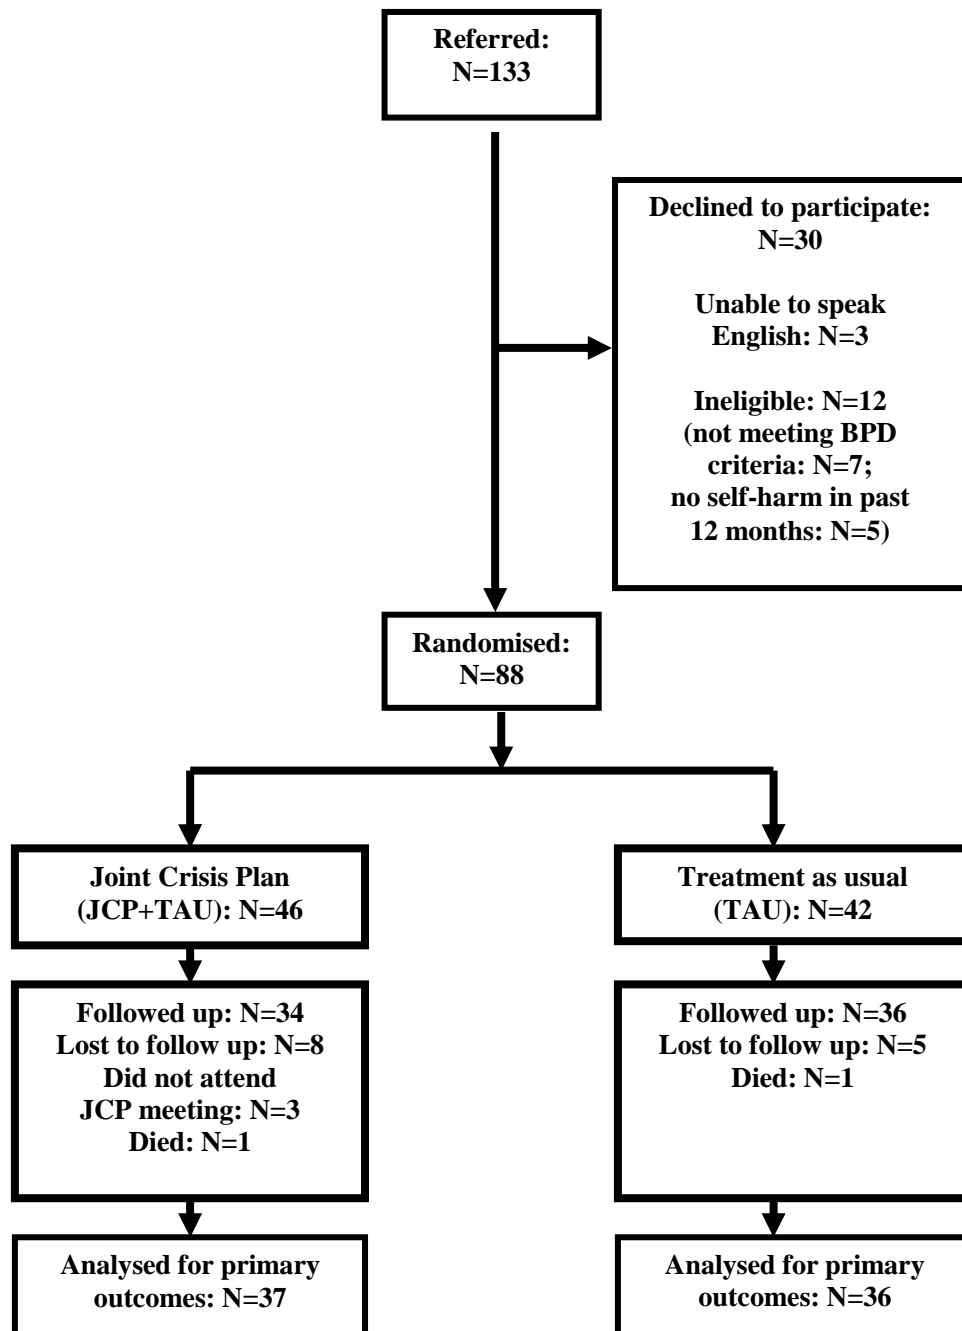 Referred:
N=133
Declined to participate:
N=30
Unable to speak
English: N=3
Ineligible: N=12
(not meeting BPD
criteria: N=7;
no self-harm in past
12 months: N=5)
Randomised:
N=88
Joint Crisis Plan
(JCP+TAU): N=46
Treatment as usual
(TAU): N=42
Followed up: N=34
Lost to follow up: N=8
Did not attend
JCP meeting: N=3
Died: N=1
Followed up: N=36
Lost to follow up: N=5
Died: N=1
Analysed for primary
outcomes: N=37
Analysed for primary
outcomes: N=36